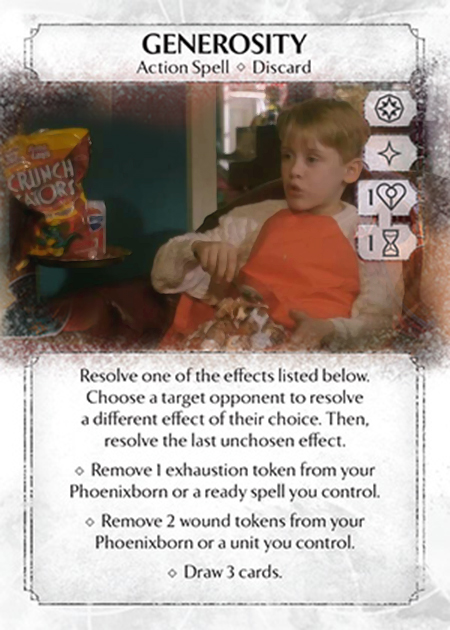 GENEROSITY
Action Spell ⬦ Discard
CRUNCH
1
1
Resolve one of the effects listed below.
Choose a target opponent to resolve
a different effect of their choice. Then,
resolve the last unchosen effect.
⬦ Remove 1 exhaustion token from your
Phoenixborn or a ready spell you control.
⬦ Remove 2 wound tokens from your
Phoenixborn or a unit you control.
⬦ Draw 3 cards.